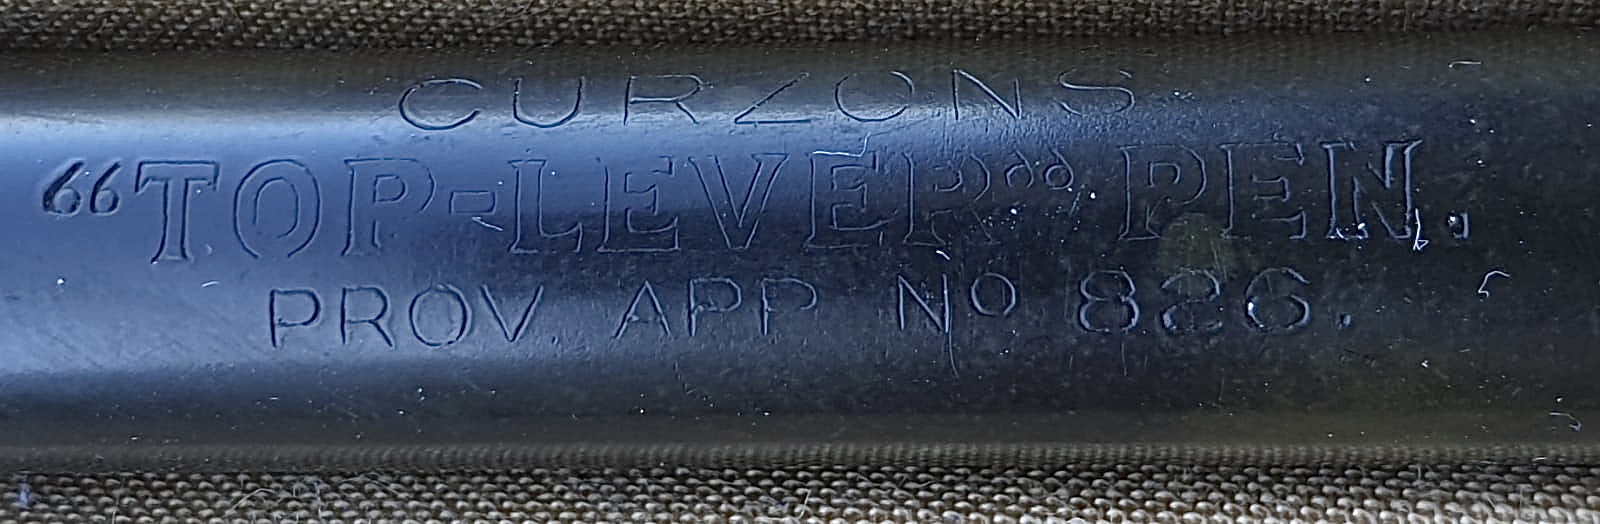 CURZONS
“TOP-LEVER” PEN.
PROV. APP Nº 826.